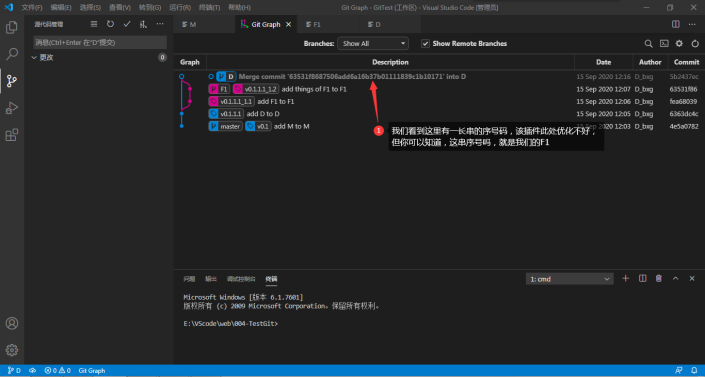 文件(F) 编辑(E) 选择(S) 查看(V) 转到(G) 运行(R) 终端(T) 帮助(H) Git Graph - GitTest (工作区) - Visual Studio Code [管理员]
源代码管理
M Git Graph F1 D
消息(Ctrl+Enter 在"D"提交)
Branches: Show All Show Remote Branches
更改 0
Graph Description Date Author Commit
D Merge commit '63531f8687506add6a16b37b01111839c1b10171' into D 15 Sep 2020 12:16 D_bxg 5b2437ec
F1 v0.1.1.1_1.2 add things of F1 to F1 15 Sep 2020 12:07 D_bxg 63531f86
v0.1.1.1_1.1 add F1 to F1 15 Sep 2020 12:06 D_bxg fea68039
v0.1.1.1 add D to D 15 Sep 2020 12:05 D_bxg 6363dc4c
master v0.1 add M to M 15 Sep 2020 12:03 D_bxg 4e5a0782
1 我们看到这里有一长串的序号码，该插件此处优化不好，
但你可以知道，这串序号吗，就是我们的F1
问题 输出 调试控制台 终端 1: cmd
Microsoft Windows [版本 6.1.7601]
版权所有 (c) 2009 Microsoft Corporation。保留所有权利。
E:\VScode\web\004-TestGit>
D 0 0 Git Graph